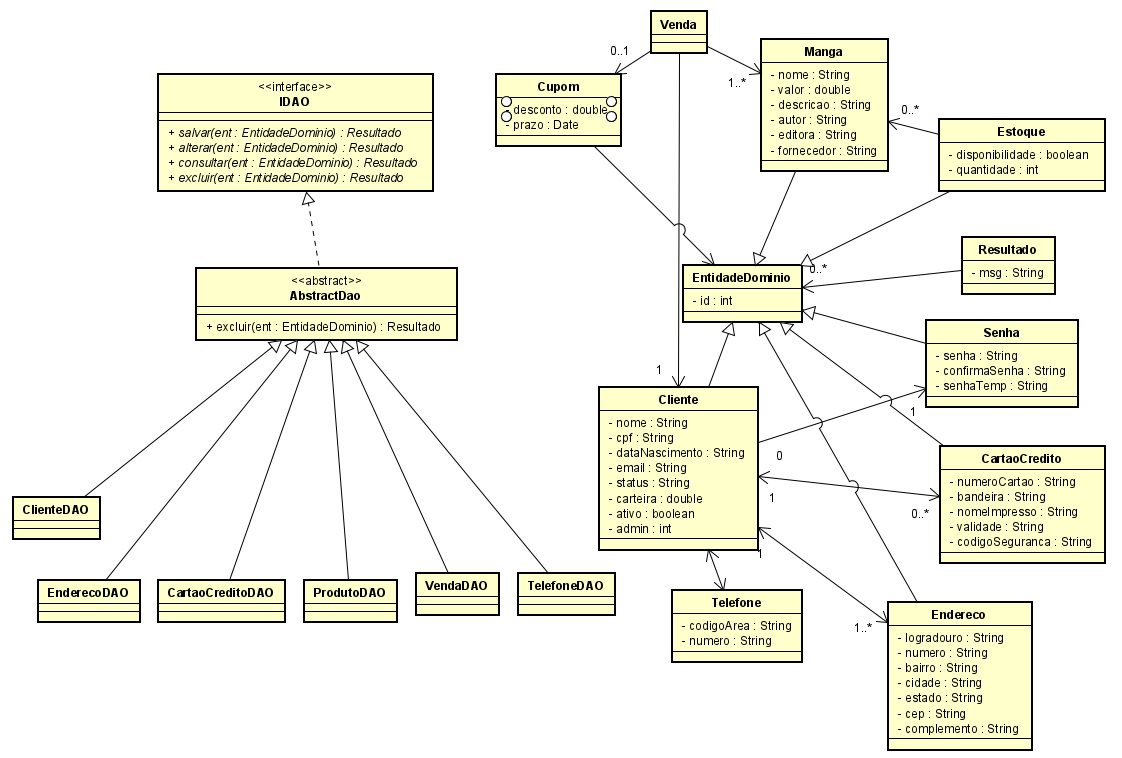 Venda
0..1
1..*
Manga
- nome : String
- valor : double
- descricao : String
- autor : String
- editora : String
- fornecedor : String
Cupom
- desconto : double
- prazo : Date
<<interface>>
IDAO
+ salvar(ent : EntidadeDominio) : Resultado
+ alterar(ent : EntidadeDominio) : Resultado
+ consultar(ent : EntidadeDominio) : Resultado
+ excluir(ent : EntidadeDominio) : Resultado
0..*
Estoque
- disponibilidade : boolean
- quantidade : int
<<abstract>>
AbstractDao
+ excluir(ent : EntidadeDominio) : Resultado
EntidadeDominio
- id : int
0..*
Resultado
- msg : String
Senha
- senha : String
- confirmaSenha : String
- senhaTemp : String
1
1
0
Cliente
- nome : String
- cpf : String
- dataNascimento : String
- email : String
- status : String
- carteira : double
- ativo : boolean
- admin : int
1
0..*
CartaoCredito
- numeroCartao : String
- bandeira : String
- nomeImpresso : String
- validade : String
- codigoSeguranca : String
1
1..*
ClienteDAO
EnderecoDAO
CartaoCreditoDAO
ProdutoDAO
VendaDAO
TelefoneDAO
Telefone
- codigoArea : String
- numero : String
Endereco
- logradouro : String
- numero : String
- bairro : String
- cidade : String
- estado : String
- cep : String
- complemento : String